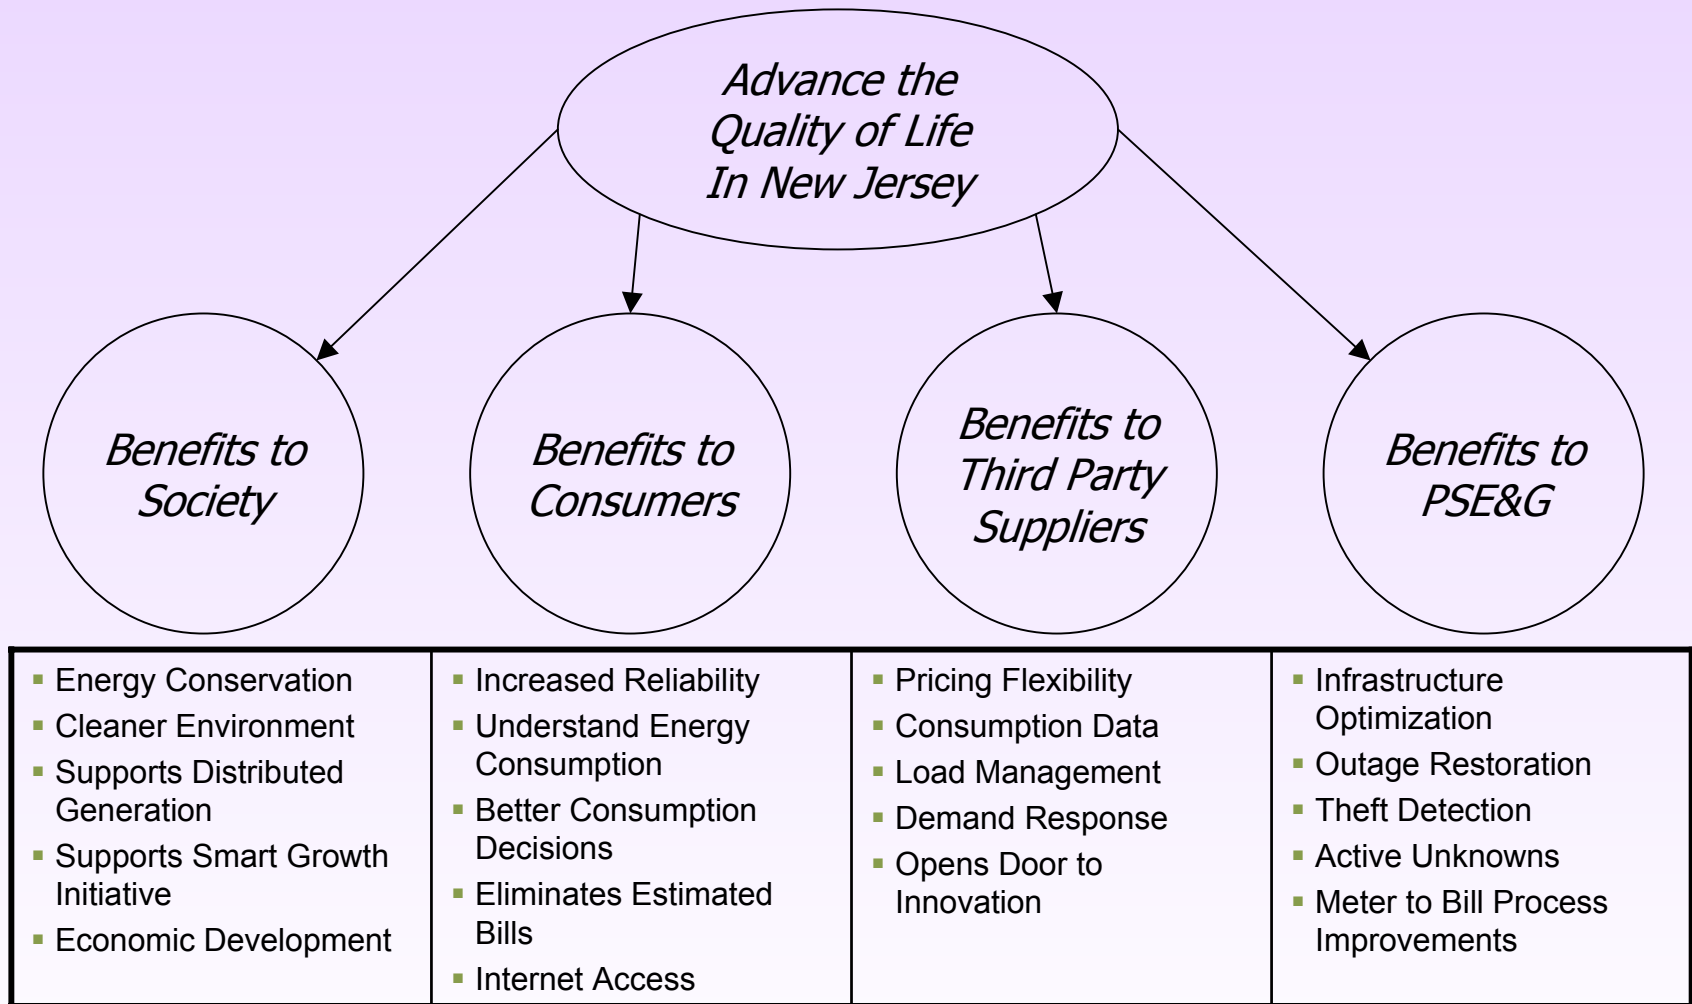 Advance the
Quality of Life
In New Jersey
Benefits to
Society
Benefits to
Consumers
Benefits to
Third Party
Suppliers
Benefits to
PSE&G
▪ Energy Conservation
▪ Cleaner Environment
▪ Supports Distributed
Generation
▪ Supports Smart Growth
Initiative
▪ Economic Development
▪ Increased Reliability
▪ Understand Energy
Consumption
▪ Better Consumption
Decisions
▪ Eliminates Estimated
Bills
▪ Internet Access
▪ Pricing Flexibility
▪ Consumption Data
▪ Load Management
▪ Demand Response
▪ Opens Door to
Innovation
▪ Infrastructure
Optimization
▪ Outage Restoration
▪ Theft Detection
▪ Active Unknowns
▪ Meter to Bill Process
Improvements